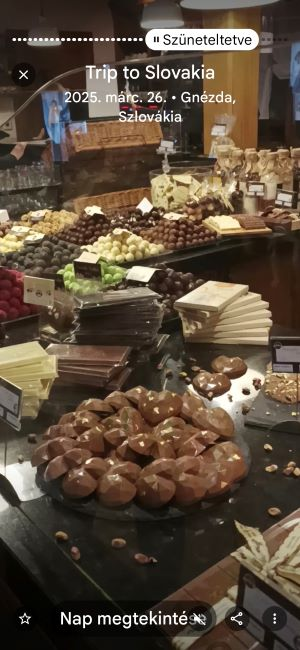 Szüneteltetve
Trip to Slovakia
2025. márc. 26. • Gnézda,
Szlovákia
Nap megtekinté